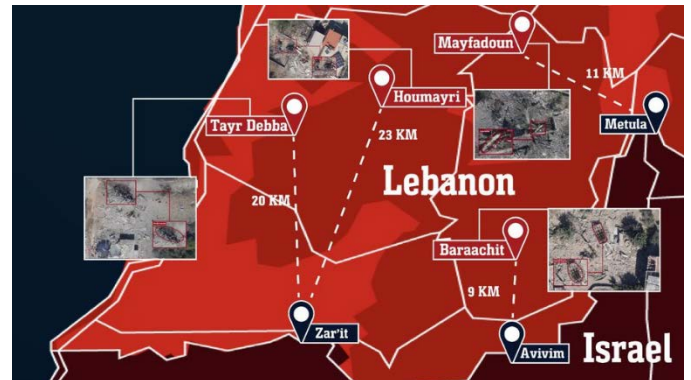 Mayfadoun
11 KM
Houmayri
Metula
Tayr Debba
23 KM
Lebanon
20 KM
Baraachit
9 KM
Zar'it
Avivim
Israel